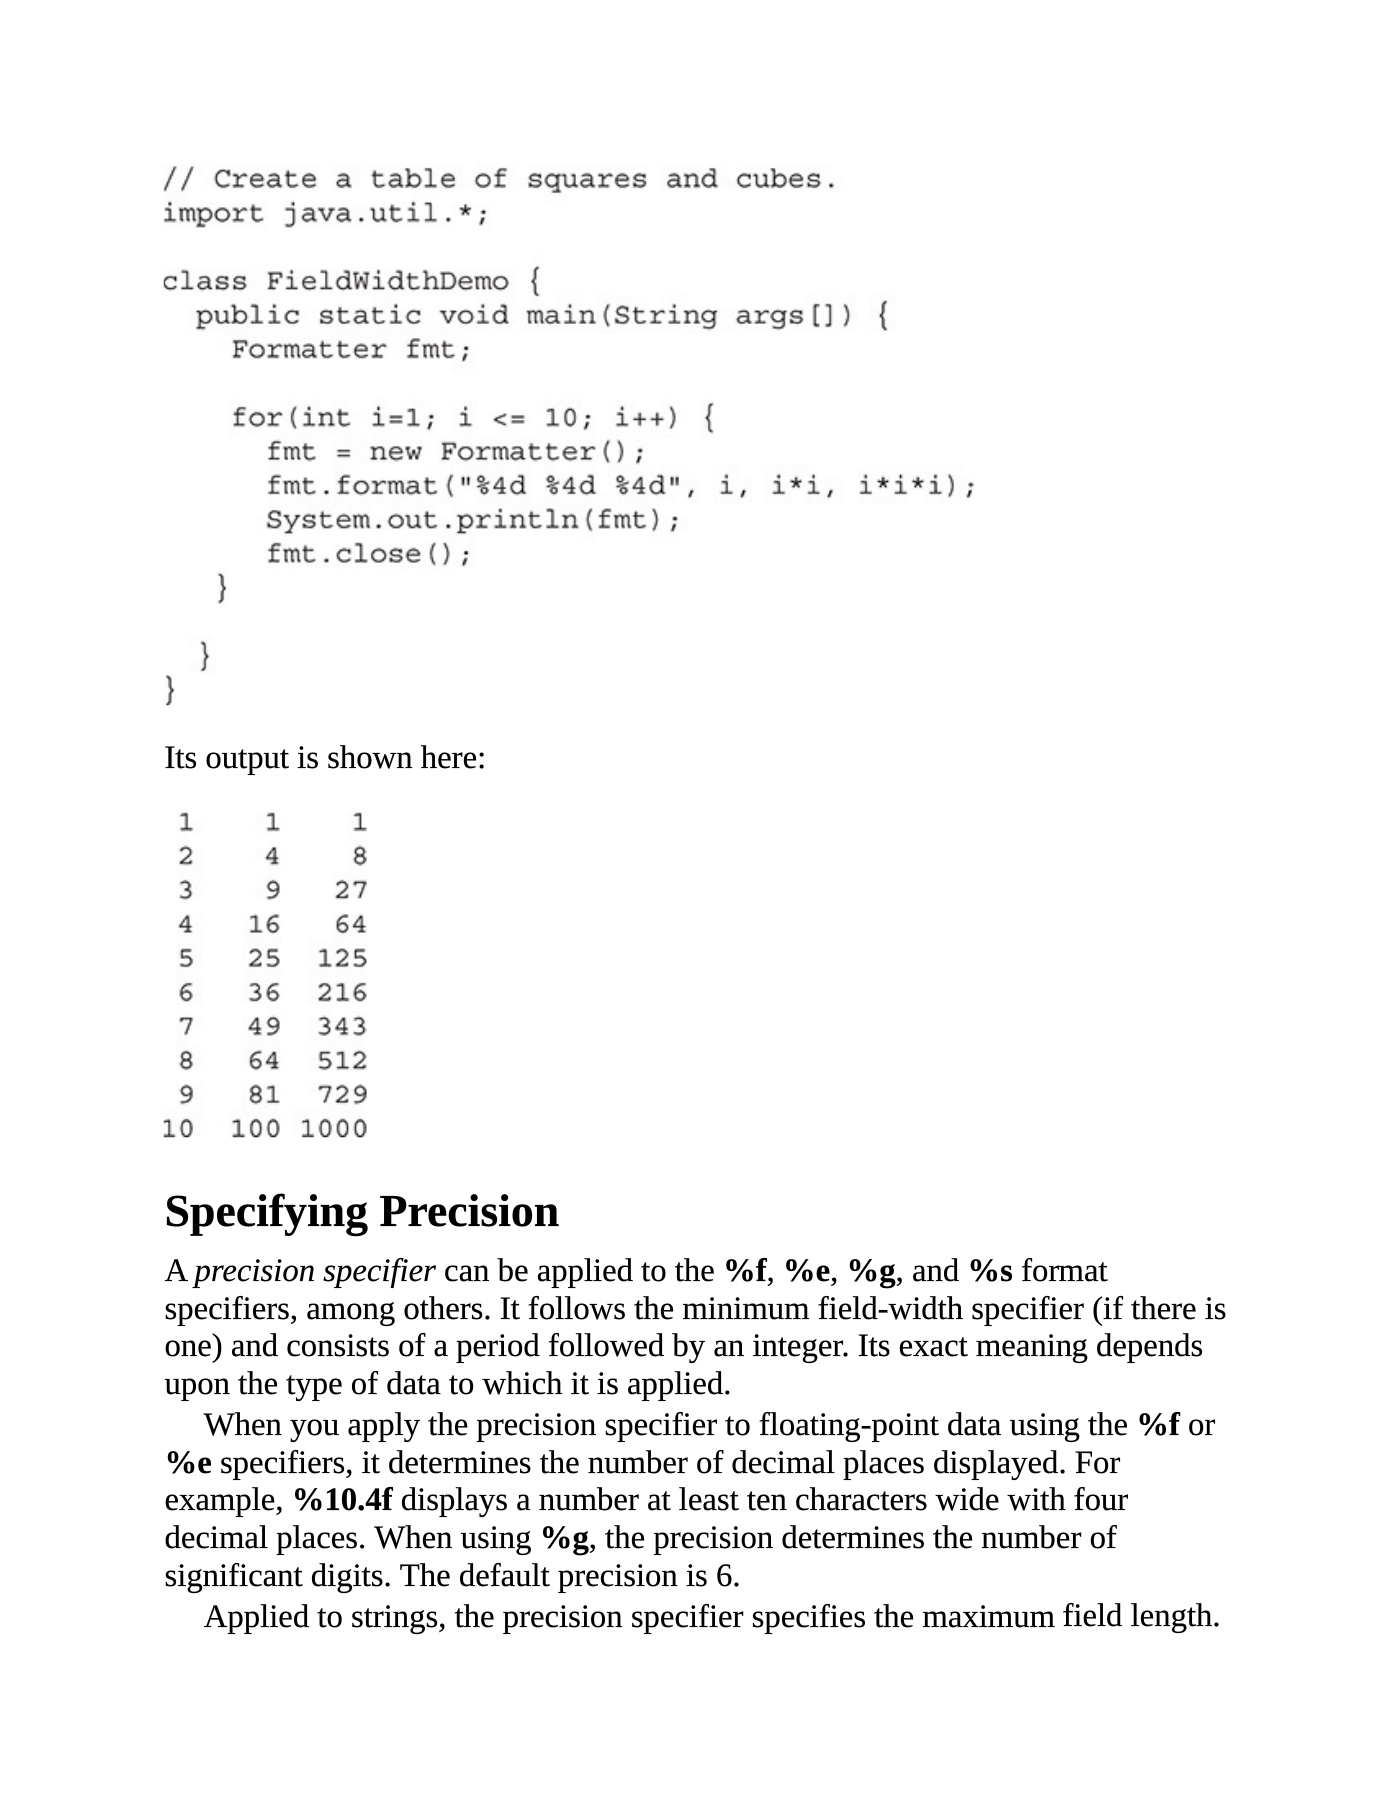 // Create a table of squares and cubes.
import java.util.*;

class FieldWidthDemo {
  public static void main(String args[]) {
    Formatter fmt;

    for(int i=1; i <= 10; i++) {
      fmt = new Formatter();
      fmt.format("%4d %4d %4d", i, i*i, i*i*i);
      System.out.println(fmt);
      fmt.close();
   }

  }
}
Its output is shown here:
 1    1    1
 2    4    8
 3    9   27
 4   16   64
 5   25  125
 6   36  216
 7   49  343
 8   64  512
 9   81  729
10  100 1000
Specifying Precision
A precision specifier can be applied to the %f, %e, %g, and %s format
specifiers, among others. It follows the minimum field-width specifier (if there is
one) and consists of a period followed by an integer. Its exact meaning depends
upon the type of data to which it is applied.
When you apply the precision specifier to floating-point data using the %f or
%e specifiers, it determines the number of decimal places displayed. For
example, %10.4f displays a number at least ten characters wide with four
decimal places. When using %g, the precision determines the number of
significant digits. The default precision is 6.
Applied to strings, the precision specifier specifies the maximum field length.